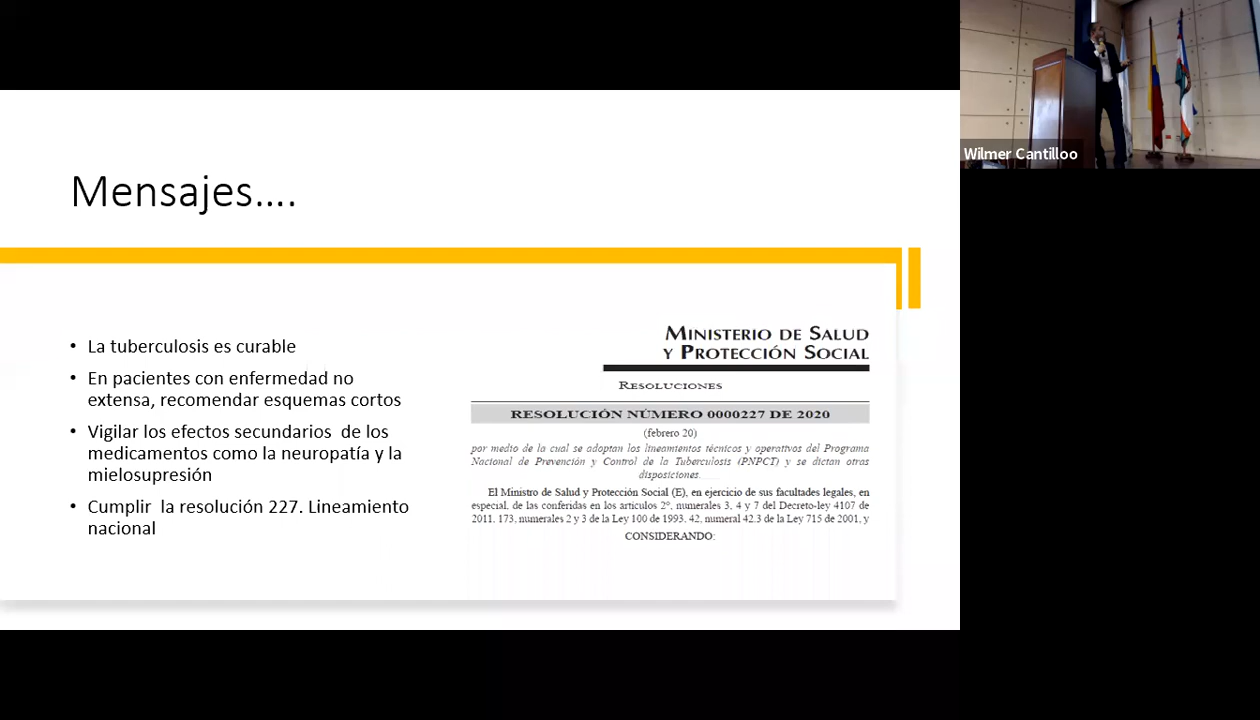 Mensajes....
• La tuberculosis es curable
• En pacientes con enfermedad no
extensa, recomendar esquemas cortos
• Vigilar los efectos secundarios de los
medicamentos como la neuropatía y la
mielosupresión
• Cumplir la resolución 227. Lineamiento
nacional
MINISTERIO DE SALUD
Y PROTECCIÓN SOCIAL
RESOLUCIONES
RESOLUCIÓN NÚMERO 0000227 DE 2020
(febrero 20)
por medio de la cual se adoptan los lineamientos técnicos y operativos del Programa
Nacional de Prevención y Control de la Tuberculosis (PNPCT) y se dictan otras
disposiciones.
El Ministro de Salud y Protección Social (E), en ejercicio de sus facultades legales, en
especial, de las conferidas en los artículos 2°, numerales 3, 4 y 7 del Decreto-ley 4107 de
2011. 173, numerales 2 y 3 de la Ley 100 de 1993. 42, numeral 42.3 de la Ley 715 de 2001, y
CONSIDERANDO:
Wilmer Cantilloo